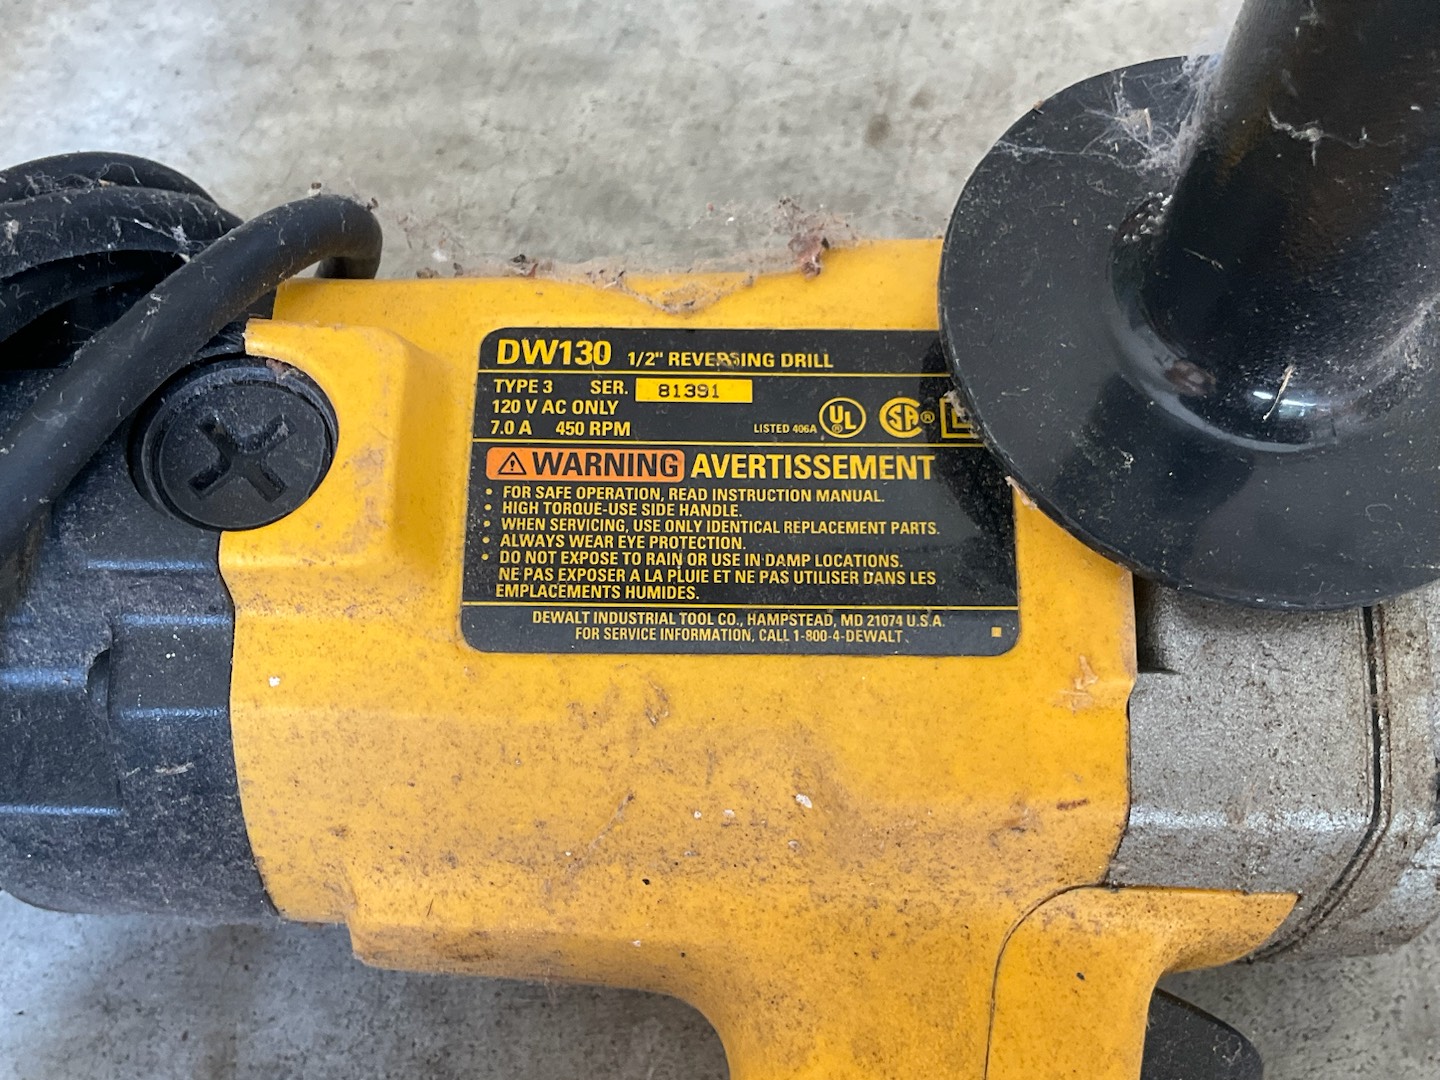 DW130 1/2" REVERSING DRILL
TYPE 3 SER. 81391
120 V AC ONLY
7.0 A 450 RPM LISTED 406A UL ® SA ®
WARNING AVERTISSEMENT
• FOR SAFE OPERATION, READ INSTRUCTION MANUAL.
• HIGH TORQUE-USE SIDE HANDLE.
• WHEN SERVICING, USE ONLY IDENTICAL REPLACEMENT PARTS.
• ALWAYS WEAR EYE PROTECTION.
• DO NOT EXPOSE TO RAIN OR USE IN DAMP LOCATIONS.
NE PAS EXPOSER A LA PLUIE ET NE PAS UTILISER DANS LES
EMPLACEMENTS HUMIDES.
DEWALT INDUSTRIAL TOOL CO., HAMPSTEAD, MD 21074 U.S.A.
FOR SERVICE INFORMATION, CALL 1-800-4-DEWALT